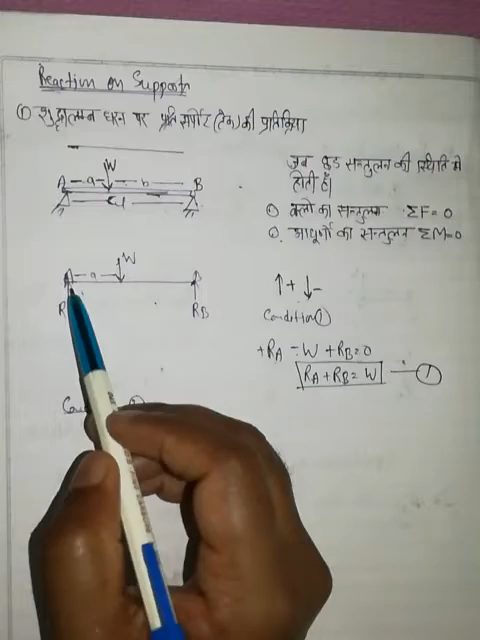 Reaction on Supports
① शुद्धालम्ब धरन पर प्रति सपोर्ट (टेक) की प्रतिक्रिया
W
A a b B
l
जब दण्ड सन्तुलन की स्थिति में
होती है।
① बलो का सन्तुलन ΣF=0
②. आघूर्णो का सन्तुलन ΣM=0
W
A a B
R RB
↑+ ↓-
Condition ①
+RA -W +RB=0
RA+RB=W ①